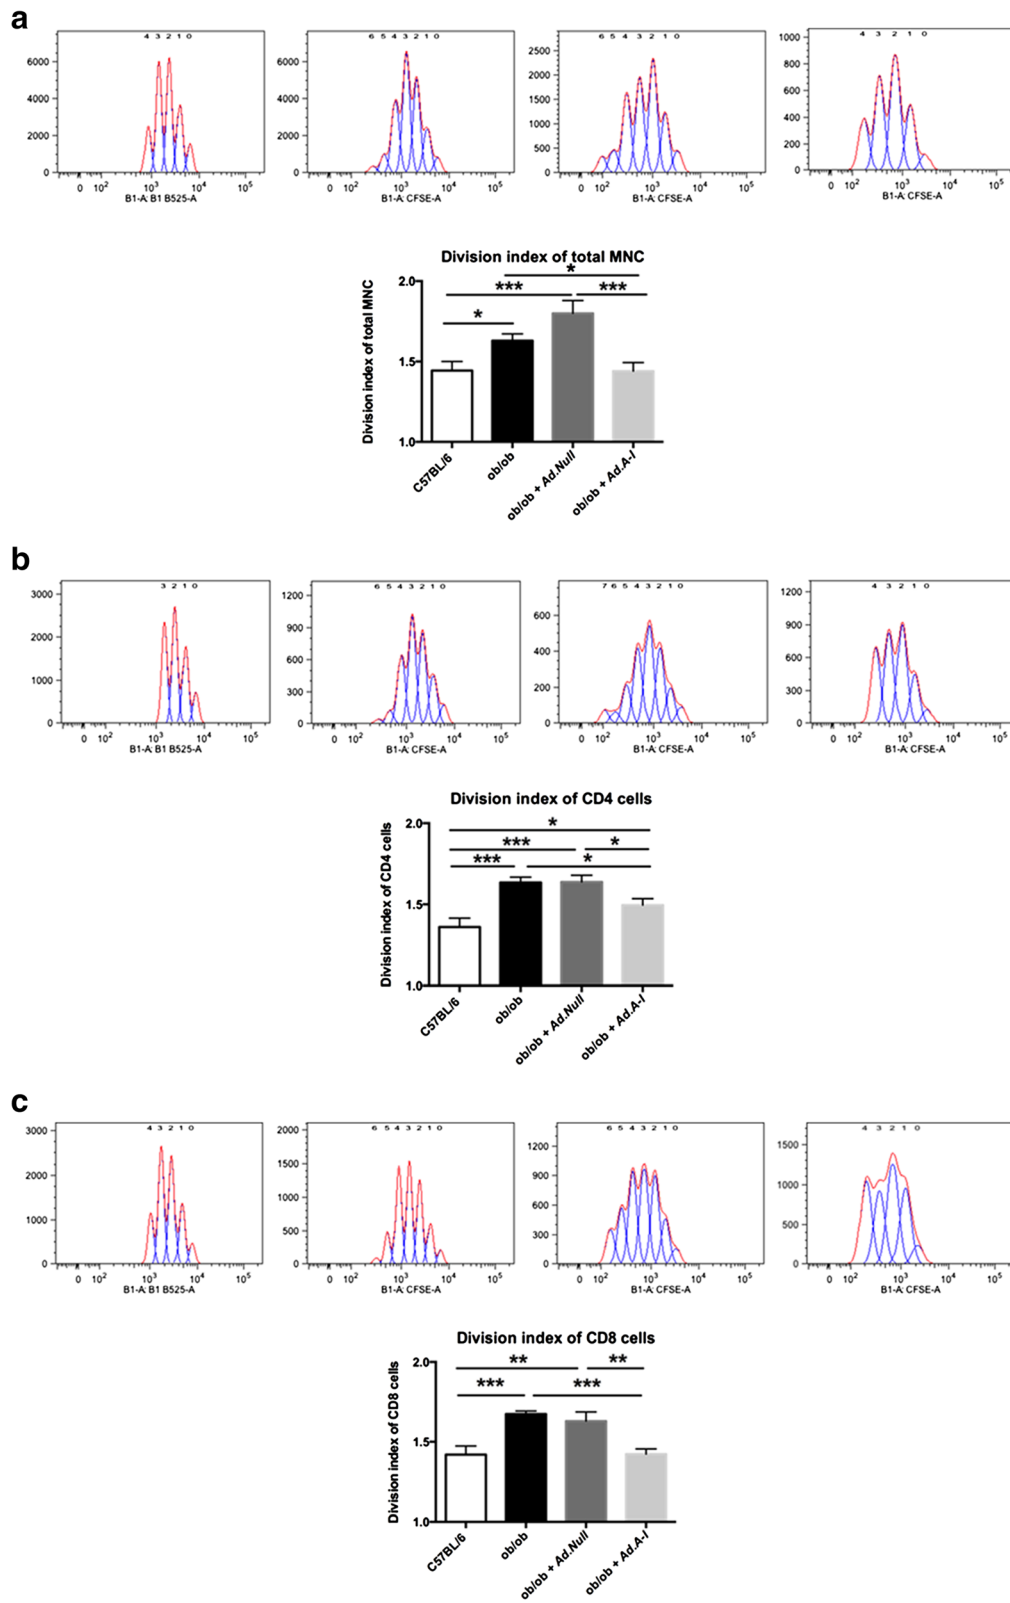 a
4 3 2 1 0
6000
4000
2000
0
0 10² 10³ 10⁴ 10⁵
B1-A: B1 B525-A
6 5 4 3 2 1 0
6000
4000
2000
0
0 10² 10³ 10⁴ 10⁵
B1-A: CFSE-A
6 5 4 3 2 1 0
2500
2000
1500
1000
500
0
0 10² 10³ 10⁴ 10⁵
B1-A: CFSE-A
4 3 2 1 0
1000
800
600
400
200
0
0 10² 10³ 10⁴ 10⁵
B1-A: CFSE-A
Division index of total MNC
Division index of total MNC
2.0
1.5
1.0
*
*** ***
*
C57BL/6
ob/ob
ob/ob + Ad.Null
ob/ob + Ad.A-I
b
3 2 1 0
3000
2000
1000
0
0 10² 10³ 10⁴ 10⁵
B1-A: B1 B525-A
6 5 4 3 2 1 0
1200
900
600
300
0
0 10² 10³ 10⁴ 10⁵
B1-A: CFSE-A
7 6 5 4 3 2 1 0
600
400
200
0
0 10² 10³ 10⁴ 10⁵
B1-A: CFSE-A
4 3 2 1 0
1200
900
600
300
0
0 10² 10³ 10⁴ 10⁵
B1-A: CFSE-A
Division index of CD4 cells
Division index of CD4 cells
2.0
1.5
1.0
*
*** *
*** *
C57BL/6
ob/ob
ob/ob + Ad.Null
ob/ob + Ad.A-I
c
4 3 2 1 0
3000
2000
1000
0
0 10² 10³ 10⁴ 10⁵
B1-A: B1 B525-A
6 5 4 3 2 1 0
2000
1500
1000
500
0
0 10² 10³ 10⁴ 10⁵
B1-A: CFSE-A
6 5 4 3 2 1 0
1200
900
600
300
0
0 10² 10³ 10⁴ 10⁵
B1-A: CFSE-A
4 3 2 1 0
1500
1000
500
0
0 10² 10³ 10⁴ 10⁵
B1-A: CFSE-A
Division index of CD8 cells
Division index of CD8 cells
2.0
1.5
1.0
** **
*** ***
C57BL/6
ob/ob
ob/ob + Ad.Null
ob/ob + Ad.A-I